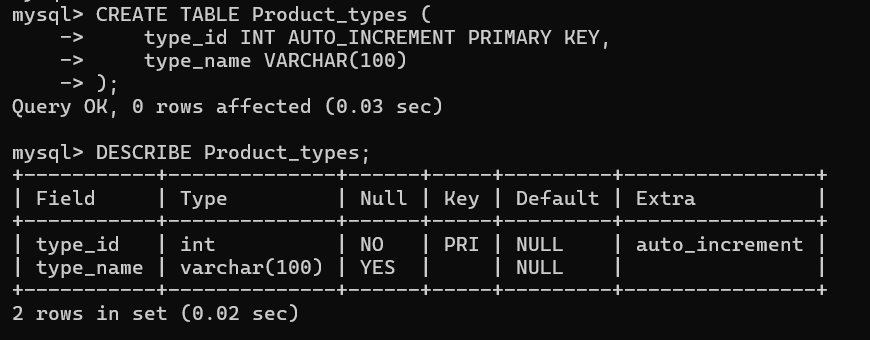 mysql> CREATE TABLE Product_types (
    ->     type_id INT AUTO_INCREMENT PRIMARY KEY,
    ->     type_name VARCHAR(100)
    -> );
Query OK, 0 rows affected (0.03 sec)

mysql> DESCRIBE Product_types;
+-----------+--------------+------+-----+---------+----------------+
| Field     | Type         | Null | Key | Default | Extra          |
+-----------+--------------+------+-----+---------+----------------+
| type_id   | int          | NO   | PRI | NULL    | auto_increment |
| type_name | varchar(100) | YES  |     | NULL    |                |
+-----------+--------------+------+-----+---------+----------------+
2 rows in set (0.02 sec)